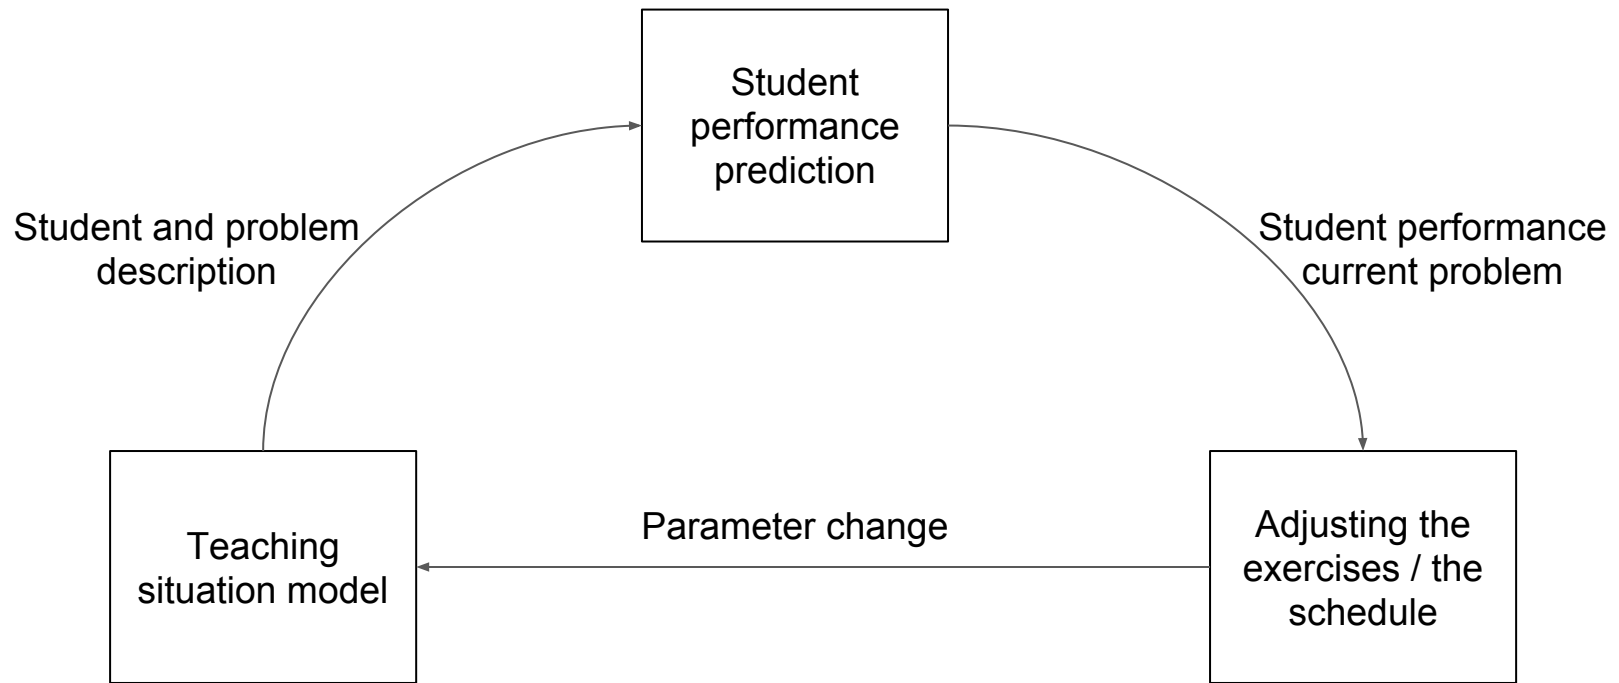 Student
performance
prediction
Student and problem
description
Student performance
current problem
Parameter change
Teaching
situation model
Adjusting the
exercises / the
schedule